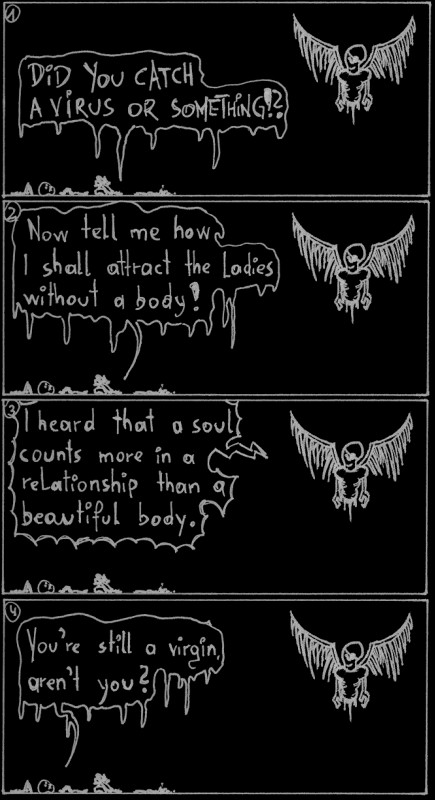 1
DiD YOU CATCH
A ViRUS OR SOMETHiNG!?
2
Now tell me how
I shall attract the Ladies
without a body!
3
I heard that a soul
counts more in a
relationship than a
beautiful body.
4
You're still a virgin,
aren't you?